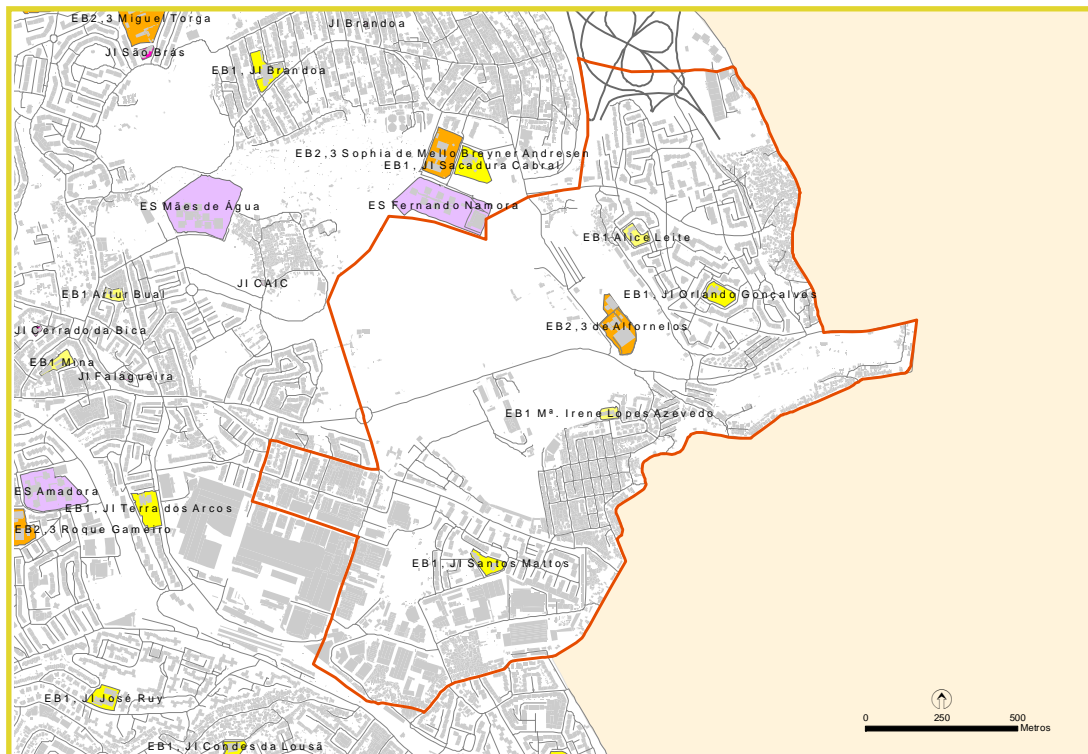 EB2,3 Miguel Torga
JI Brandoa
JI São Brás
EB1, JI Brandoa
EB2,3 Sophia de Mello Breyner Andresen
EB1, JI Sacadura Cabral
ES Mães de Água
ES Fernando Namora
EB1 Alice Leite
JI CAIC
EB1 Artur Bual
EB1, JI Orlando Gonçalves
JI Cerrado da Bica
EB2,3 de Alfornelos
EB1 Mina
JI Falagueira
EB1 Mª. Irene Lopes Azevedo
ES Amadora
EB1, JI Terra dos Arcos
EB2,3 Roque Gameiro
EB1, JI Santos Mattos
EB1, JI José Ruy
EB1, JI Condes da Lousã
0 250 500
Metros